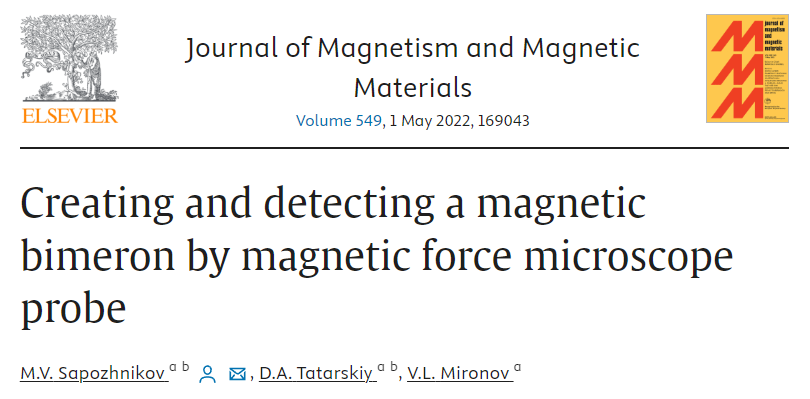 ELSEVIER
Journal of Magnetism and Magnetic
Materials
Volume 549, 1 May 2022, 169043
journal of
magnetism
and
magnetic
materials
Creating and detecting a magnetic
bimeron by magnetic force microscope
probe
M.V. Sapozhnikov a b , D.A. Tatarskiy a b, V.L. Mironov a